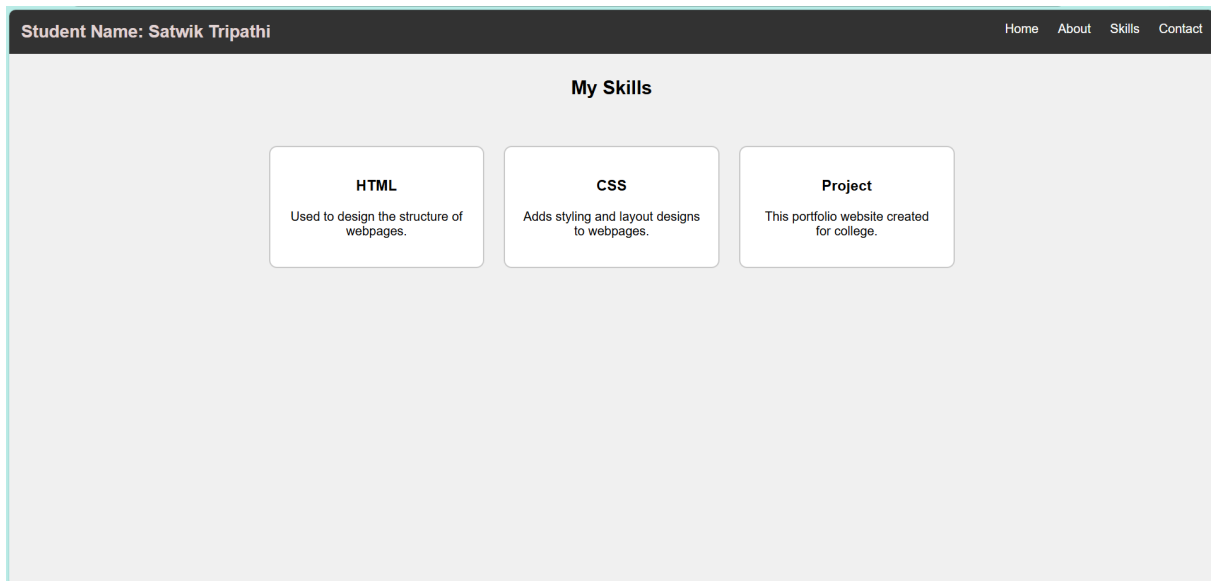 Student Name: Satwik Tripathi
Home About Skills Contact
My Skills
HTML
Used to design the structure of
webpages.
CSS
Adds styling and layout designs
to webpages.
Project
This portfolio website created
for college.